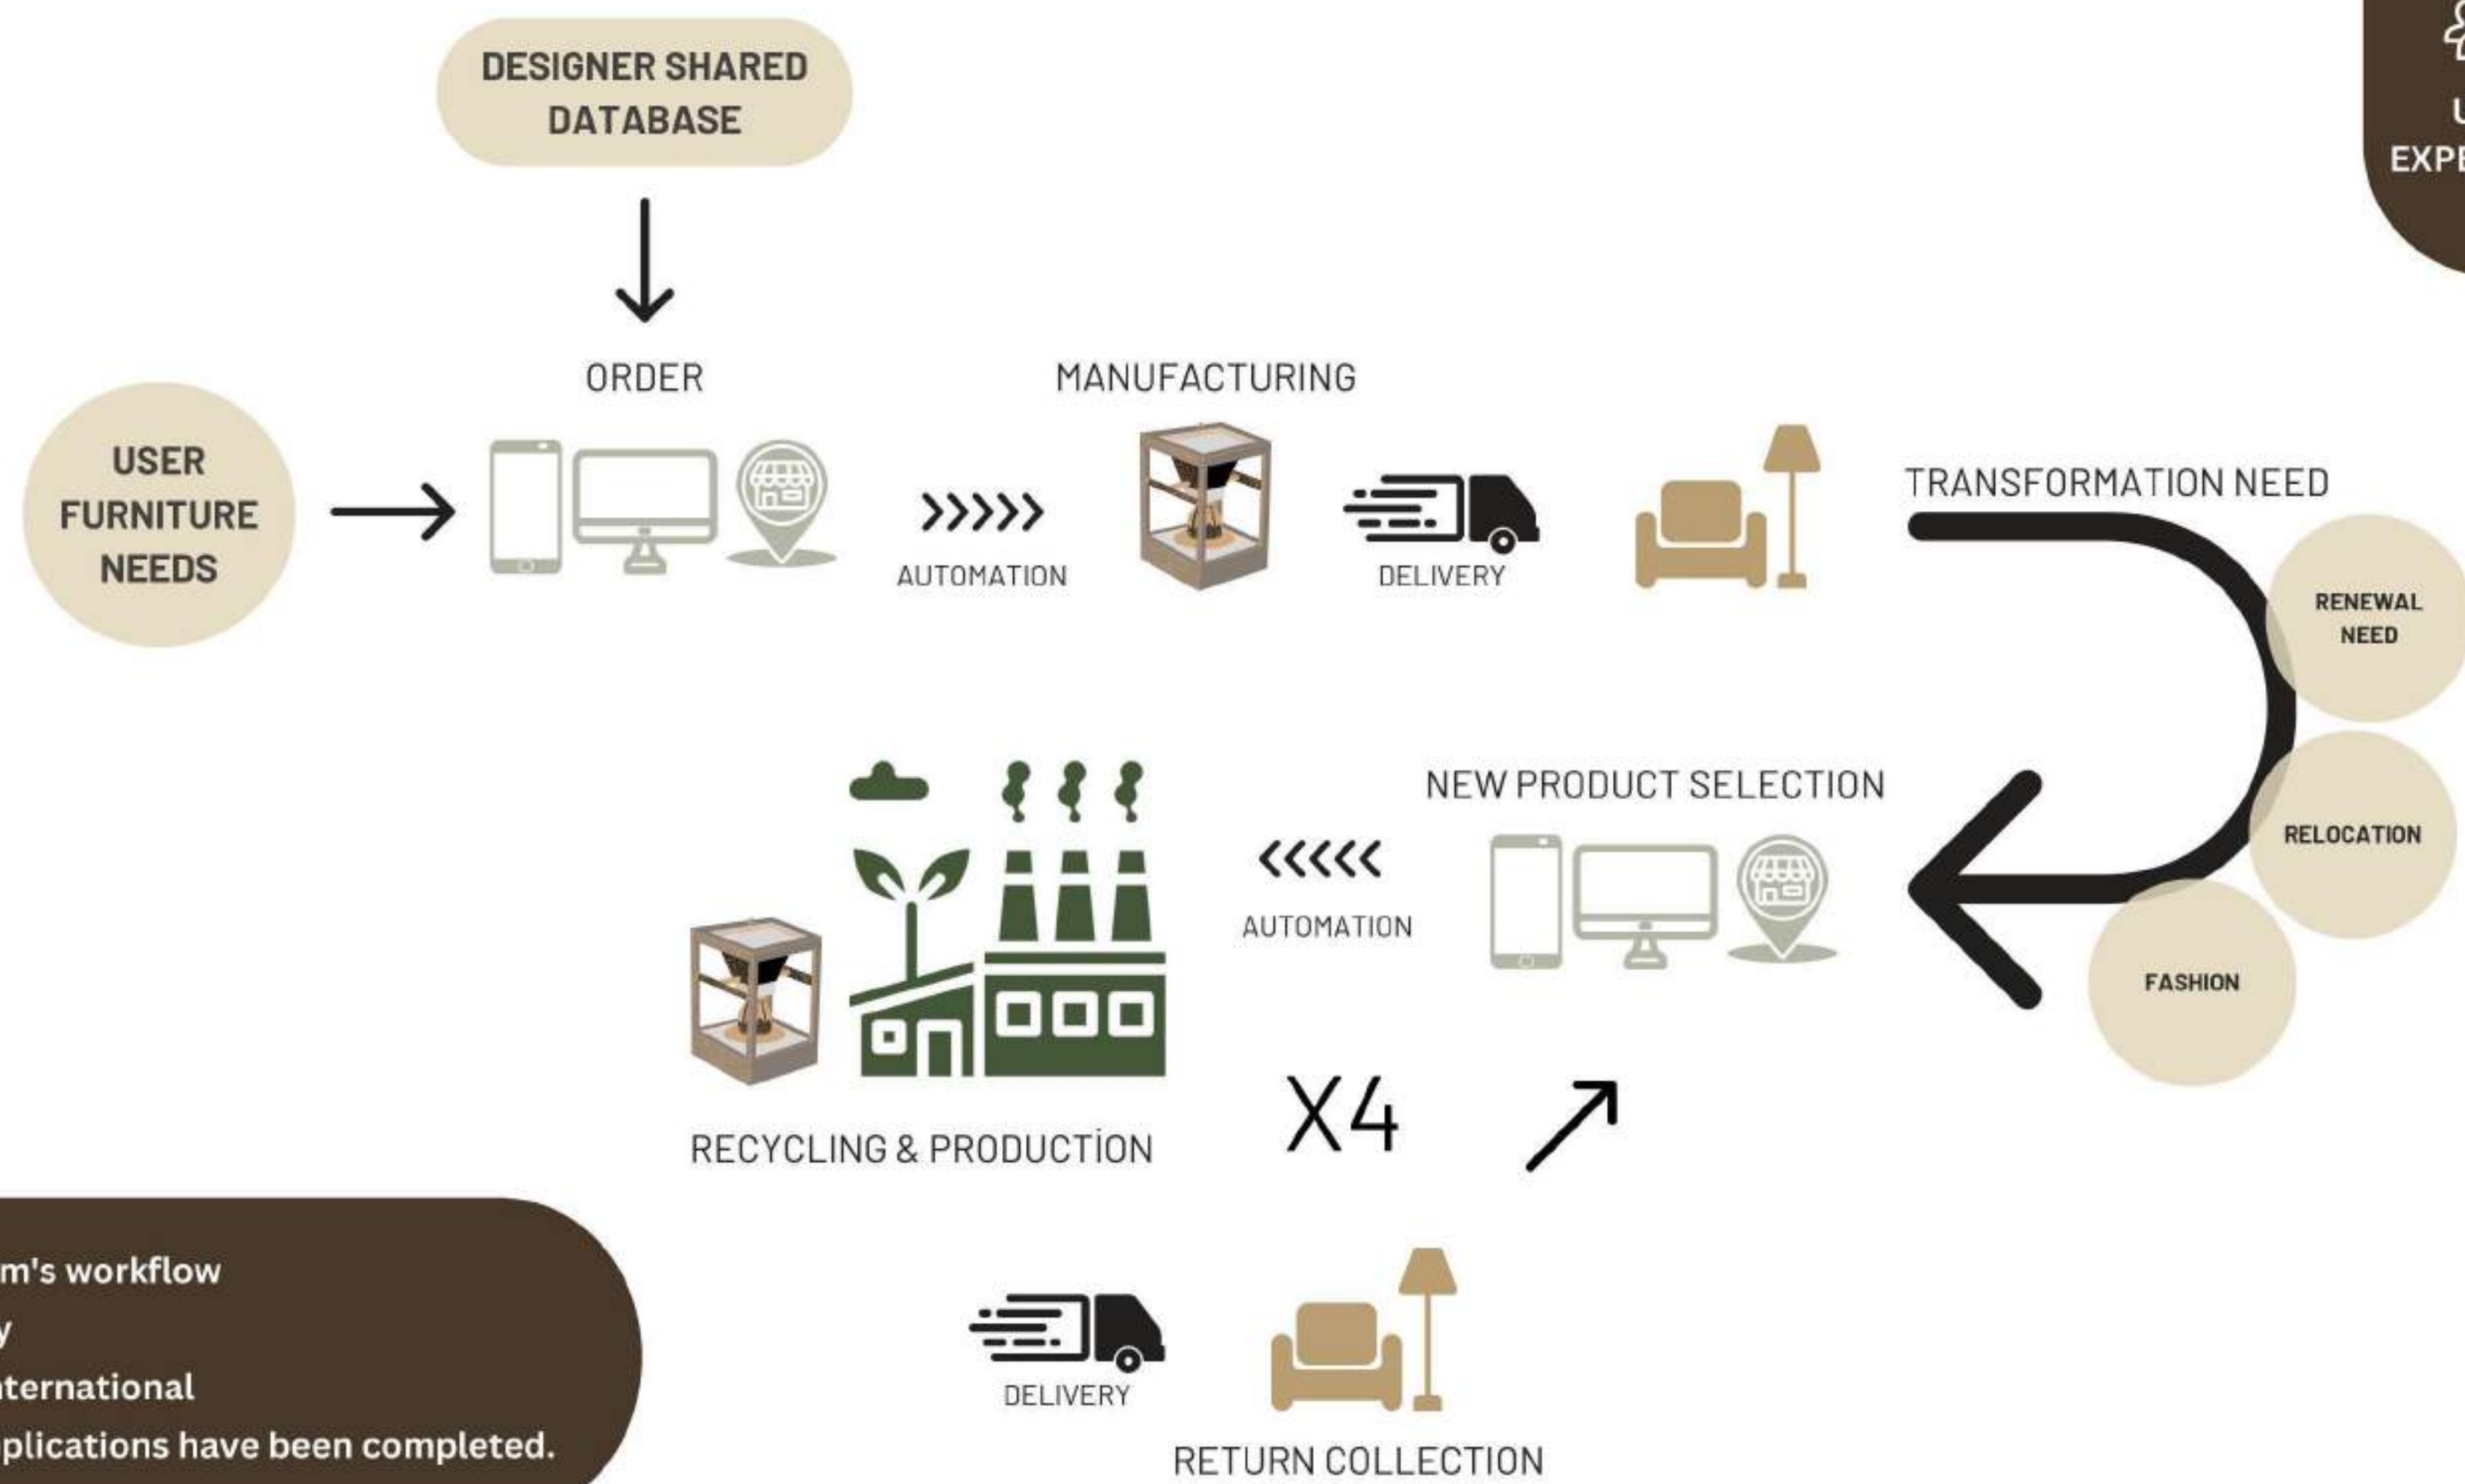 DESIGNER SHARED
DATABASE
EXPE
ORDER
MANUFACTURING
USER
FURNITURE
NEEDS
AUTOMATION
DELIVERY
TRANSFORMATION NEED
RENEWAL
NEED
NEW PRODUCT SELECTION
RELOCATION
AUTOMATION
FASHION
X4
RECYCLING & PRODUCTİON
m's workflow
y
nternational
plications have been completed.
DELIVERY
RETURN COLLECTION